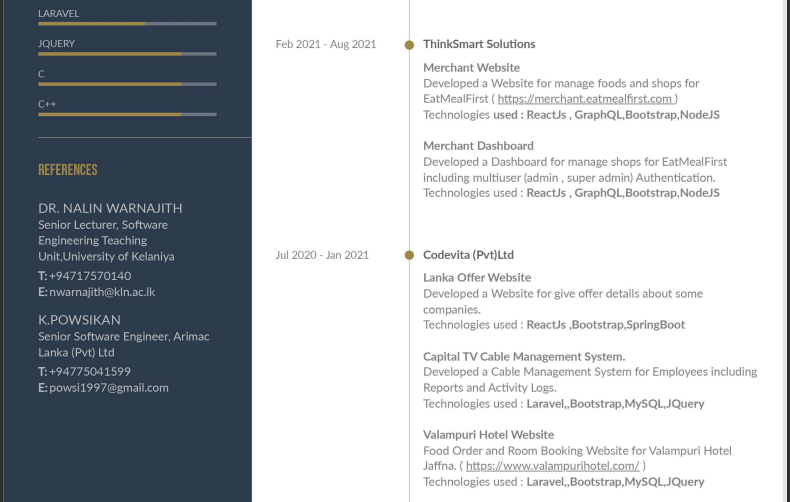 LARAVEL
JQUERY
C
C++
REFERENCES
DR. NALIN WARNAJITH
Senior Lecturer, Software
Engineering Teaching
Unit,University of Kelaniya
T:+94717570140
E:nwarnajith@kln.ac.lk
K.POWSIKAN
Senior Software Engineer, Arimac
Lanka (Pvt) Ltd
T:+94775041599
E:powsi1997@gmail.com
Feb 2021 - Aug 2021
ThinkSmart Solutions
Merchant Website
Developed a Website for manage foods and shops for
EatMealFirst ( https://merchant.eatmealfirst.com )
Technologies used : ReactJs , GraphQL,Bootstrap,NodeJS
Merchant Dashboard
Developed a Dashboard for manage shops for EatMealFirst
including multiuser (admin , super admin) Authentication.
Technologies used : ReactJs , GraphQL,Bootstrap,NodeJS
Jul 2020 - Jan 2021
Codevita (Pvt)Ltd
Lanka Offer Website
Developed a Website for give offer details about some
companies.
Technologies used : ReactJs ,Bootstrap,SpringBoot
Capital TV Cable Management System.
Developed a Cable Management System for Employees including
Reports and Activity Logs.
Technologies used : Laravel,,Bootstrap,MySQL,JQuery
Valampuri Hotel Website
Food Order and Room Booking Website for Valampuri Hotel
Jaffna. ( https://www.valampurihotel.com/ )
Technologies used : Laravel,,Bootstrap,MySQL,JQuery